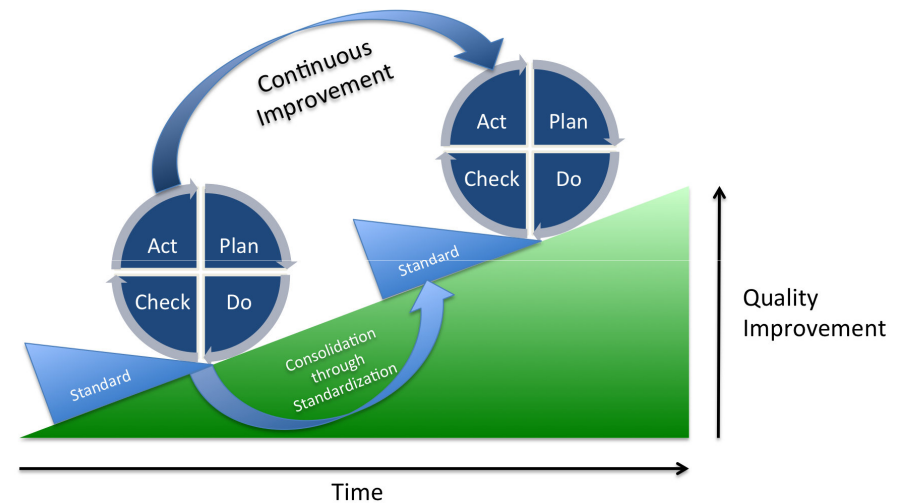 Continuous
Improvement
Act
Plan
Check
Do
Act
Plan
Check
Do
Standard
Standard
Consolidation
through
Standardization
Quality
Improvement
Time